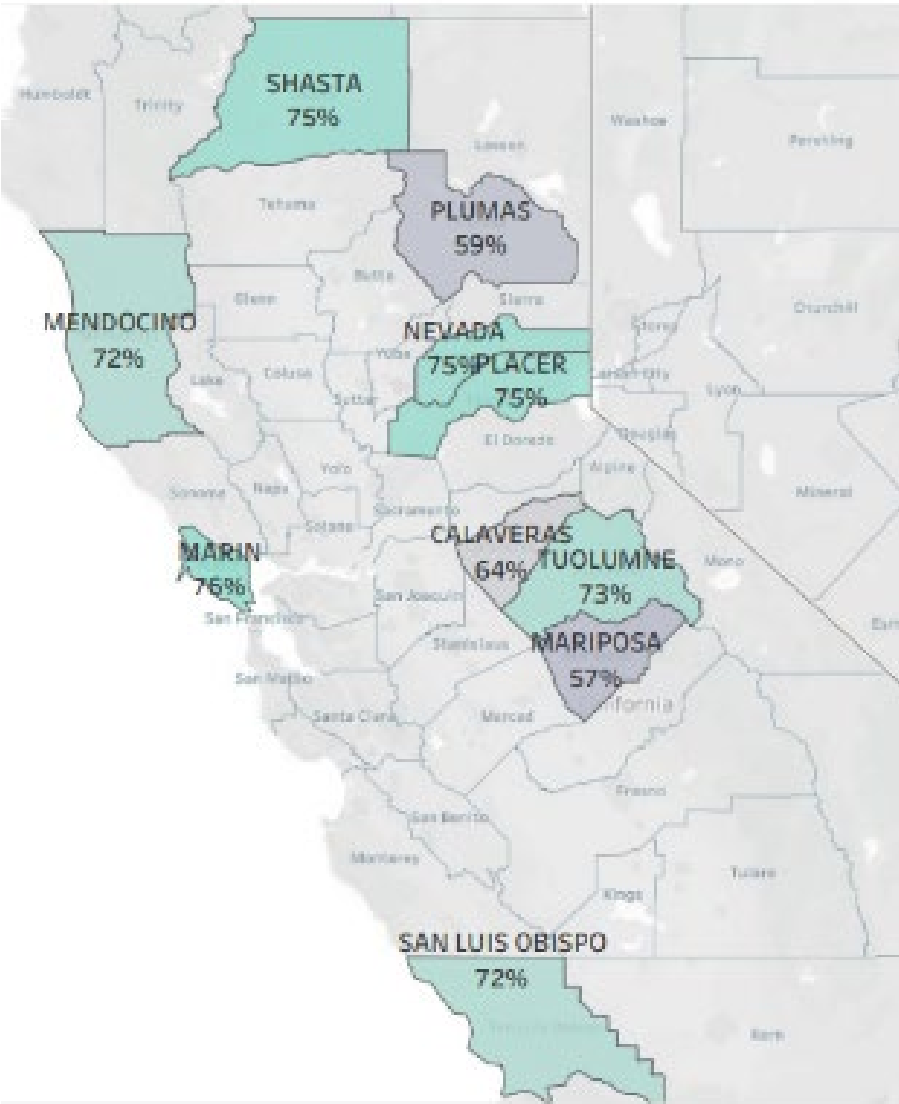 SHASTA
75%
Humboldt
Trinity
Washoe
Pershing
Lassen
Tehama
PLUMAS
59%
Butte
Glenn
Sierra
Churchill
MENDOCINO
72%
NEVADA
75%
PLACER
75%
Storey
Yuba
Colusa
Lake
Carson City
Lyon
Sutter
El Dorado
Douglas
Alpine
Yolo
Napa
Sonoma
Mineral
Sacramento
Solano
CALAVERAS
64%
TUOLUMNE
73%
Mono
MARIN
76%
San Joaquin
San Francisco
Stanislaus
MARIPOSA
57%
San Mateo
ifornia
Santa Clara
Merced
Fresno
San Benito
Monterey
Tulare
Kings
SAN LUIS OBISPO
72%
Kern